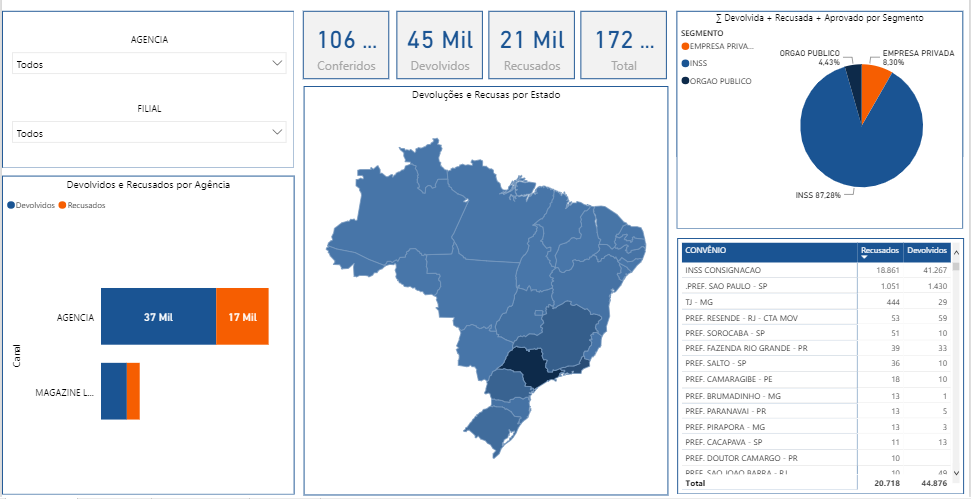 AGENCIA
Todos
FILIAL
Todos
106 ...
Conferidos
45 Mil
Devolvidos
21 Mil
Recusados
172 ...
Total
∑ Devolvida + Recusada + Aprovado por Segmento
SEGMENTO
EMPRESA PRIVA...
INSS
ORGAO PUBLICO
ORGAO PUBLICO
4,43%
EMPRESA PRIVADA
8,30%
INSS 87,28%
Devolvidos e Recusados por Agência
Devolvidos Recusados
Canal
AGENCIA
37 Mil 17 Mil
MAGAZINE L...
Devoluções e Recusas por Estado
CONVÊNIO Recusados Devolvidos
INSS CONSIGNACAO 18.861 41.267
.PREF. SAO PAULO - SP 1.051 1.430
TJ - MG 444 29
PREF. RESENDE - RJ - CTA MOV 53 59
PREF. SOROCABA - SP 51 10
PREF. FAZENDA RIO GRANDE - PR 39 33
PREF. SALTO - SP 36 10
PREF. CAMARAGIBE - PE 18 10
PREF. BRUMADINHO - MG 13 1
PREF. PARANAVAI - PR 13 5
PREF. PIRAPORA - MG 13 3
PREF. CACAPAVA - SP 11 13
PREF. DOUTOR CAMARGO - PR 10
PREF. SAO JOAO BARRA - RJ 10 49
Total 20.718 44.876